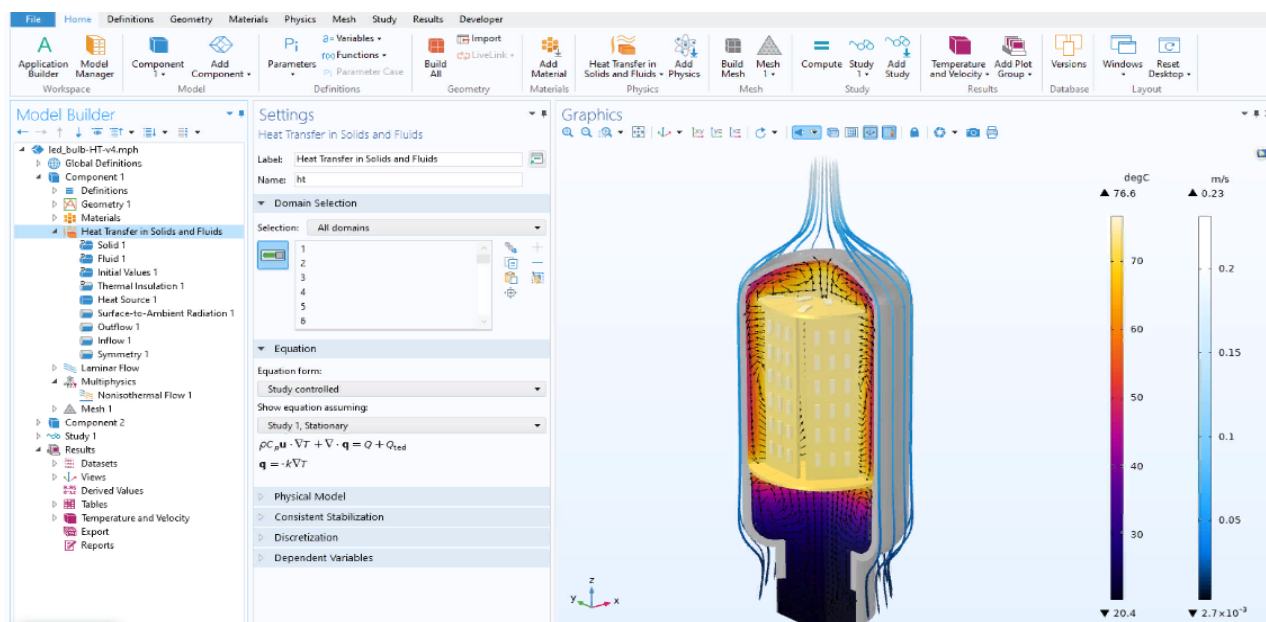 File Home Definitions Geometry Materials Physics Mesh Study Results Developer
Application Builder
Model Manager
Workspace
Component 1
Add Component
Model
Pi
Parameters
a= Variables
f(x) Functions
Pi Parameter Case
Definitions
Build All
Import
LiveLink
Geometry
Add Material
Materials
Heat Transfer in Solids and Fluids
Add Physics
Physics
Build Mesh
Mesh 1
Mesh
Compute
Study 1
Add Study
Study
Temperature and Velocity
Add Plot Group
Results
Versions
Database
Windows
Reset Desktop
Layout
Model Builder
led_bulb-HT-v4.mph
Global Definitions
Component 1
Definitions
Geometry 1
Materials
Heat Transfer in Solids and Fluids
Solid 1
Fluid 1
Initial Values 1
Thermal Insulation 1
Heat Source 1
Surface-to-Ambient Radiation 1
Outflow 1
Inflow 1
Symmetry 1
Laminar Flow
Multiphysics
Nonisothermal Flow 1
Mesh 1
Component 2
Study 1
Results
Datasets
Views
Derived Values
Tables
Temperature and Velocity
Export
Reports
Settings
Heat Transfer in Solids and Fluids
Label: Heat Transfer in Solids and Fluids
Name: ht
Domain Selection
Selection: All domains
1
2
3
4
5
6
Equation
Equation form:
Study controlled
Show equation assuming:
Study 1, Stationary
ρCpu · ∇T + ∇ · q = Q + Qted
q = -k∇T
Physical Model
Consistent Stabilization
Discretization
Dependent Variables
Graphics
degC
▲ 76.6
70
60
50
40
30
▼ 20.4
m/s
▲ 0.23
0.2
0.15
0.1
0.05
▼ 2.7×10⁻³
z
y
x